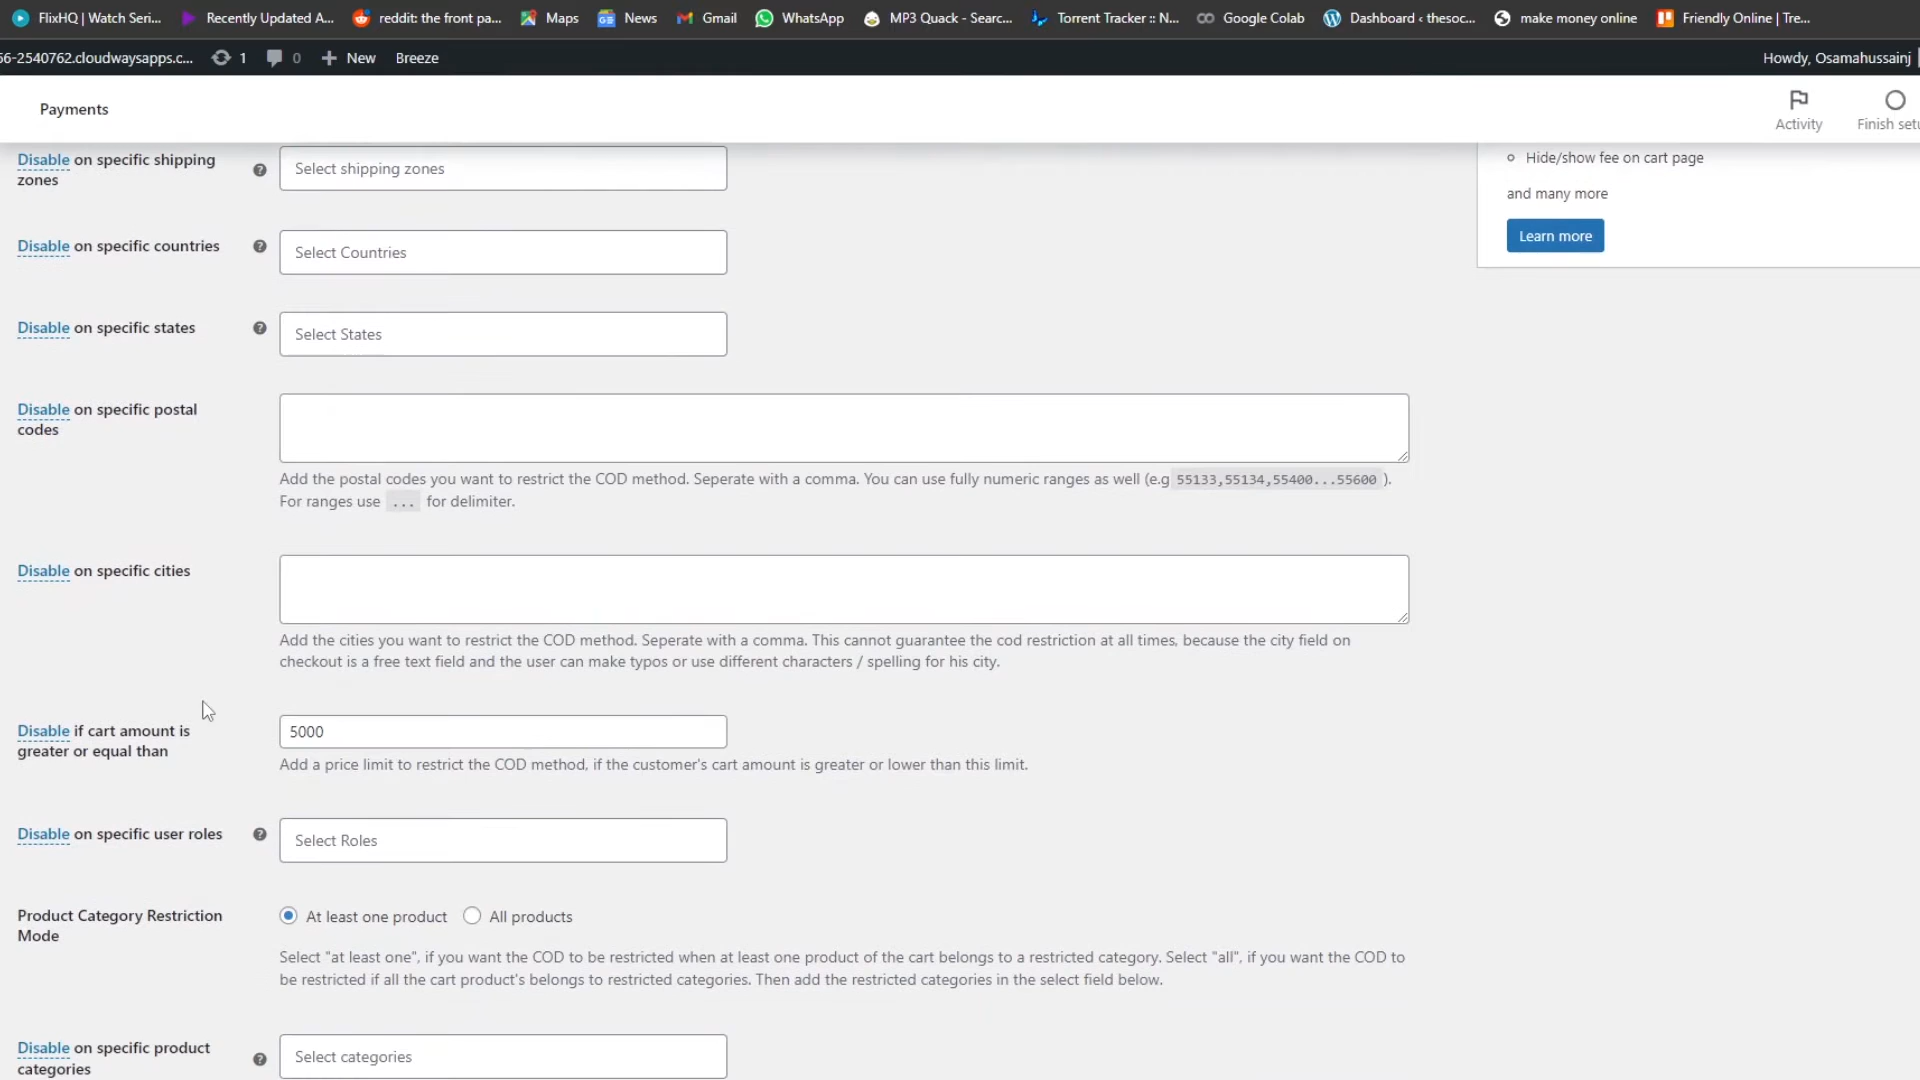 FlixHQ | Watch Seri... Recently Updated A... reddit: the front pa... Maps News Gmail WhatsApp MP3 Quack - Searc... Torrent Tracker :: N... Google Colab Dashboard ‹ thesoc... make money online Friendly Online | Tre...
56-2540762.cloudwaysapps.c... 1 0 New Breeze Howdy, Osamahussainj
Payments
Activity Finish setu
Disable on specific shipping
zones
Select shipping zones
Hide/show fee on cart page
and many more
Learn more
Disable on specific countries
Select Countries
Disable on specific states
Select States
Disable on specific postal
codes
Add the postal codes you want to restrict the COD method. Seperate with a comma. You can use fully numeric ranges as well (e.g 55133,55134,55400...55600 ).
For ranges use ... for delimiter.
Disable on specific cities
Add the cities you want to restrict the COD method. Seperate with a comma. This cannot guarantee the cod restriction at all times, because the city field on
checkout is a free text field and the user can make typos or use different characters / spelling for his city.
Disable if cart amount is
greater or equal than
5000
Add a price limit to restrict the COD method, if the customer's cart amount is greater or lower than this limit.
Disable on specific user roles
Select Roles
Product Category Restriction
Mode
At least one product All products
Select "at least one", if you want the COD to be restricted when at least one product of the cart belongs to a restricted category. Select "all", if you want the COD to
be restricted if all the cart product's belongs to restricted categories. Then add the restricted categories in the select field below.
Disable on specific product
categories
Select categories